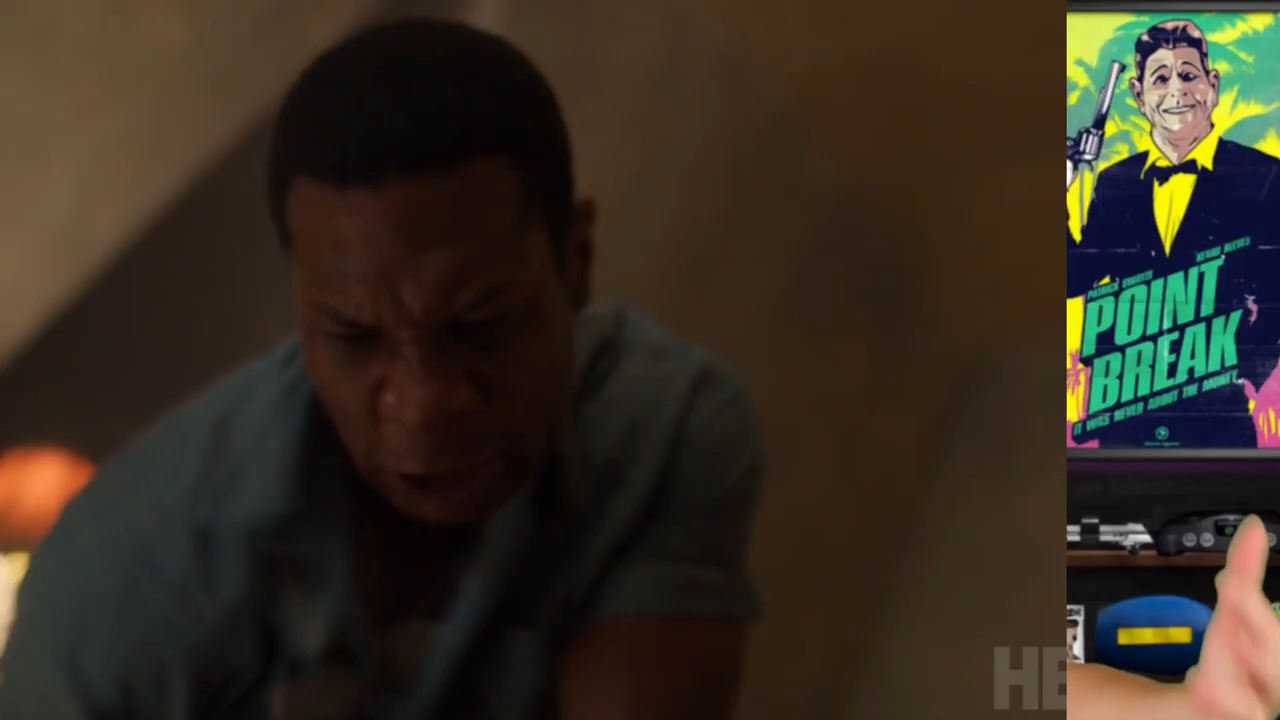 HB
PATRICK SWAYZE
KEANU REEVES
POINT
BREAK
IT WAS NEVER ABOUT THE MONEY